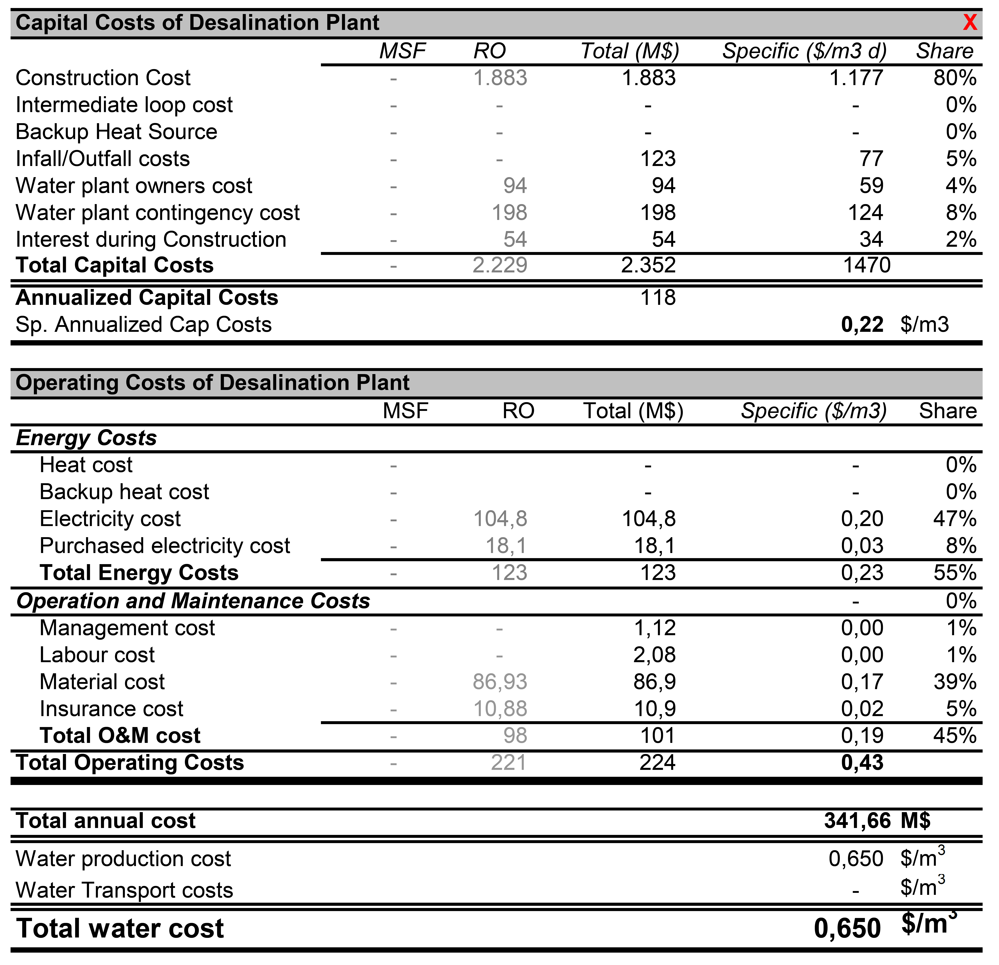 Capital Costs of Desalination Plant X
MSF RO Total (M$) Specific ($/m3 d) Share
Construction Cost - 1.883 1.883 1.177 80%
Intermediate loop cost - - - - 0%
Backup Heat Source - - - - 0%
Infall/Outfall costs - - 123 77 5%
Water plant owners cost - 94 94 59 4%
Water plant contingency cost - 198 198 124 8%
Interest during Construction - 54 54 34 2%
Total Capital Costs - 2.229 2.352 1470
Annualized Capital Costs 118
Sp. Annualized Cap Costs 0,22 $/m3
Operating Costs of Desalination Plant
MSF RO Total (M$) Specific ($/m3) Share
Energy Costs
Heat cost - - - 0%
Backup heat cost - - - 0%
Electricity cost - 104,8 104,8 0,20 47%
Purchased electricity cost - 18,1 18,1 0,03 8%
Total Energy Costs - 123 123 0,23 55%
Operation and Maintenance Costs - 0%
Management cost - - 1,12 0,00 1%
Labour cost - - 2,08 0,00 1%
Material cost - 86,93 86,9 0,17 39%
Insurance cost - 10,88 10,9 0,02 5%
Total O&M cost - 98 101 0,19 45%
Total Operating Costs - 221 224 0,43
Total annual cost 341,66 M$
Water production cost 0,650 $/m³
Water Transport costs - $/m³
Total water cost 0,650 $/m³